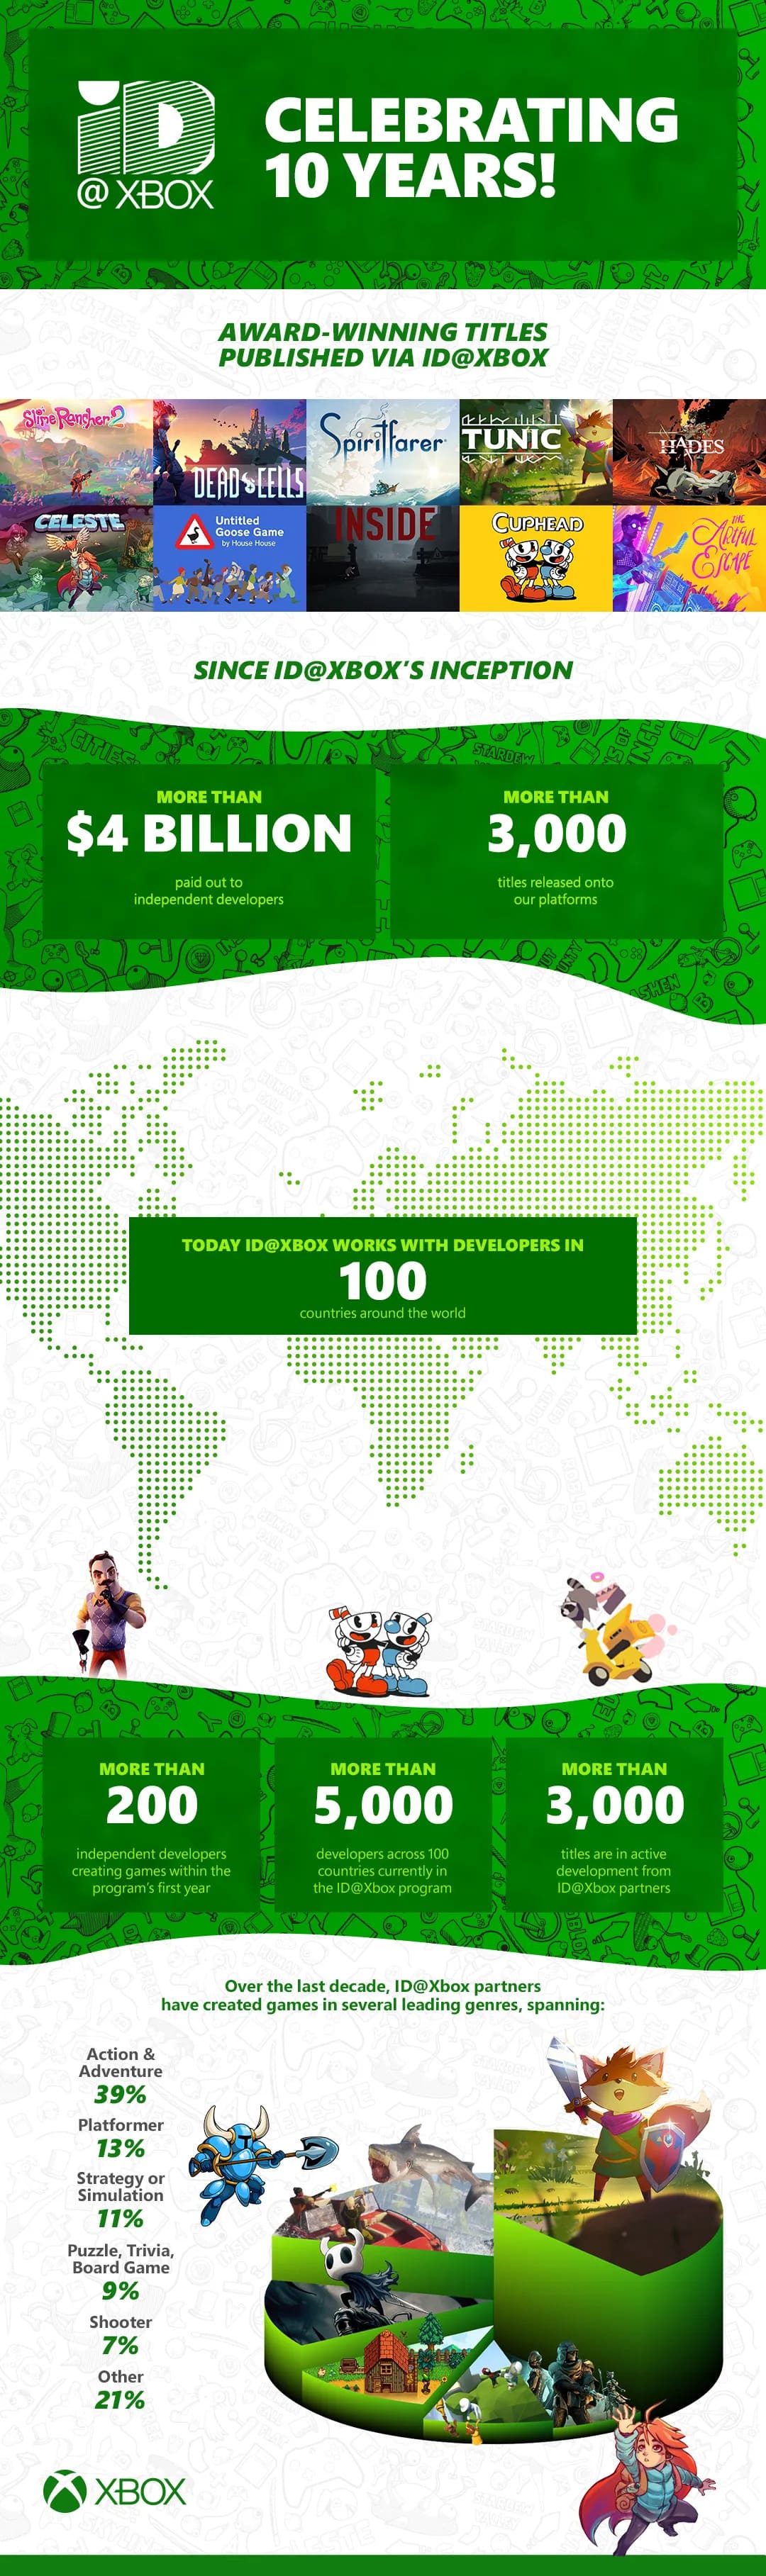 iD
@ XBOX
CELEBRATING
10 YEARS!
AWARD-WINNING TITLES
PUBLISHED VIA ID@XBOX
Slime Rancher 2
DEAD CELLS
Spiritfarer
TUNIC
HADES
CELESTE
Untitled
Goose Game
by House House
INSIDE
CUPHEAD
THE
ARTFUL
ESCAPE
SINCE ID@XBOX'S INCEPTION
CITIES
STARDEW
MORE THAN
$4 BILLION
paid out to
independent developers
MORE THAN
3,000
titles released onto
our platforms
ASHEN
TODAY ID@XBOX WORKS WITH DEVELOPERS IN
100
countries around the world
MORE THAN
200
independent developers
creating games within the
program's first year
MORE THAN
5,000
developers across 100
countries currently in
the ID@Xbox program
MORE THAN
3,000
titles are in active
development from
ID@Xbox partners
Over the last decade, ID@Xbox partners
have created games in several leading genres, spanning:
Action &
Adventure
39%
Platformer
13%
Strategy or
Simulation
11%
Puzzle, Trivia,
Board Game
9%
Shooter
7%
Other
21%
XBOX